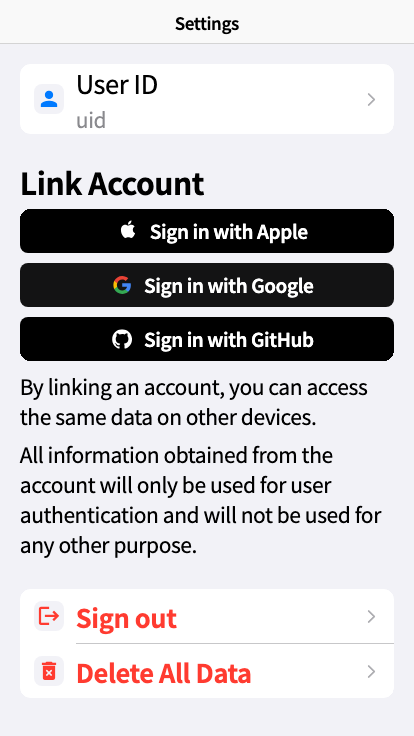 Settings
User ID
uid
Link Account
Sign in with Apple
Sign in with Google
Sign in with GitHub
By linking an account, you can access
the same data on other devices.
All information obtained from the
account will only be used for user
authentication and will not be used for
any other purpose.
Sign out
Delete All Data